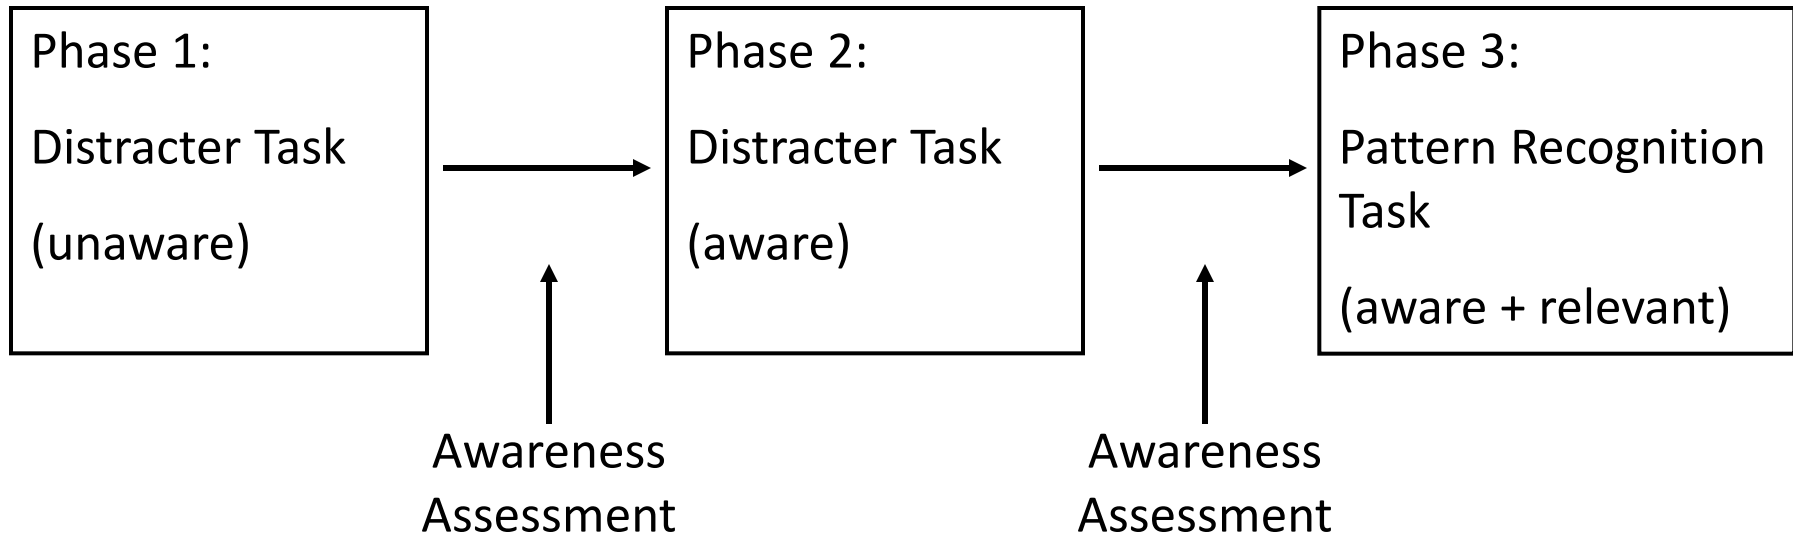 Phase 1:
Distracter Task
(unaware)
Phase 2:
Distracter Task
(aware)
Phase 3:
Pattern Recognition
Task
(aware + relevant)
Awareness
Assessment
Awareness
Assessment